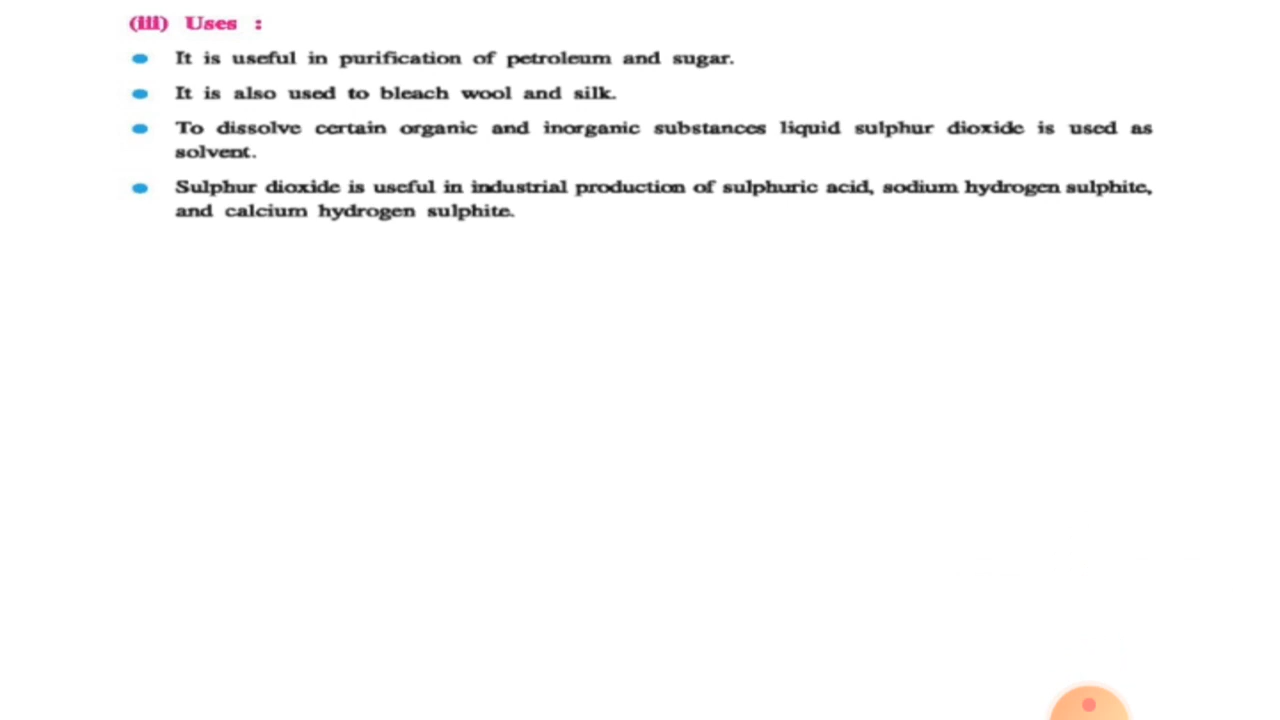 (iii) Uses :
It is useful in purification of petroleum and sugar.
It is also used to bleach wool and silk.
To dissolve certain organic and inorganic substances liquid sulphur dioxide is used as
solvent.
Sulphur dioxide is useful in industrial production of sulphuric acid, sodium hydrogen sulphite,
and calcium hydrogen sulphite.